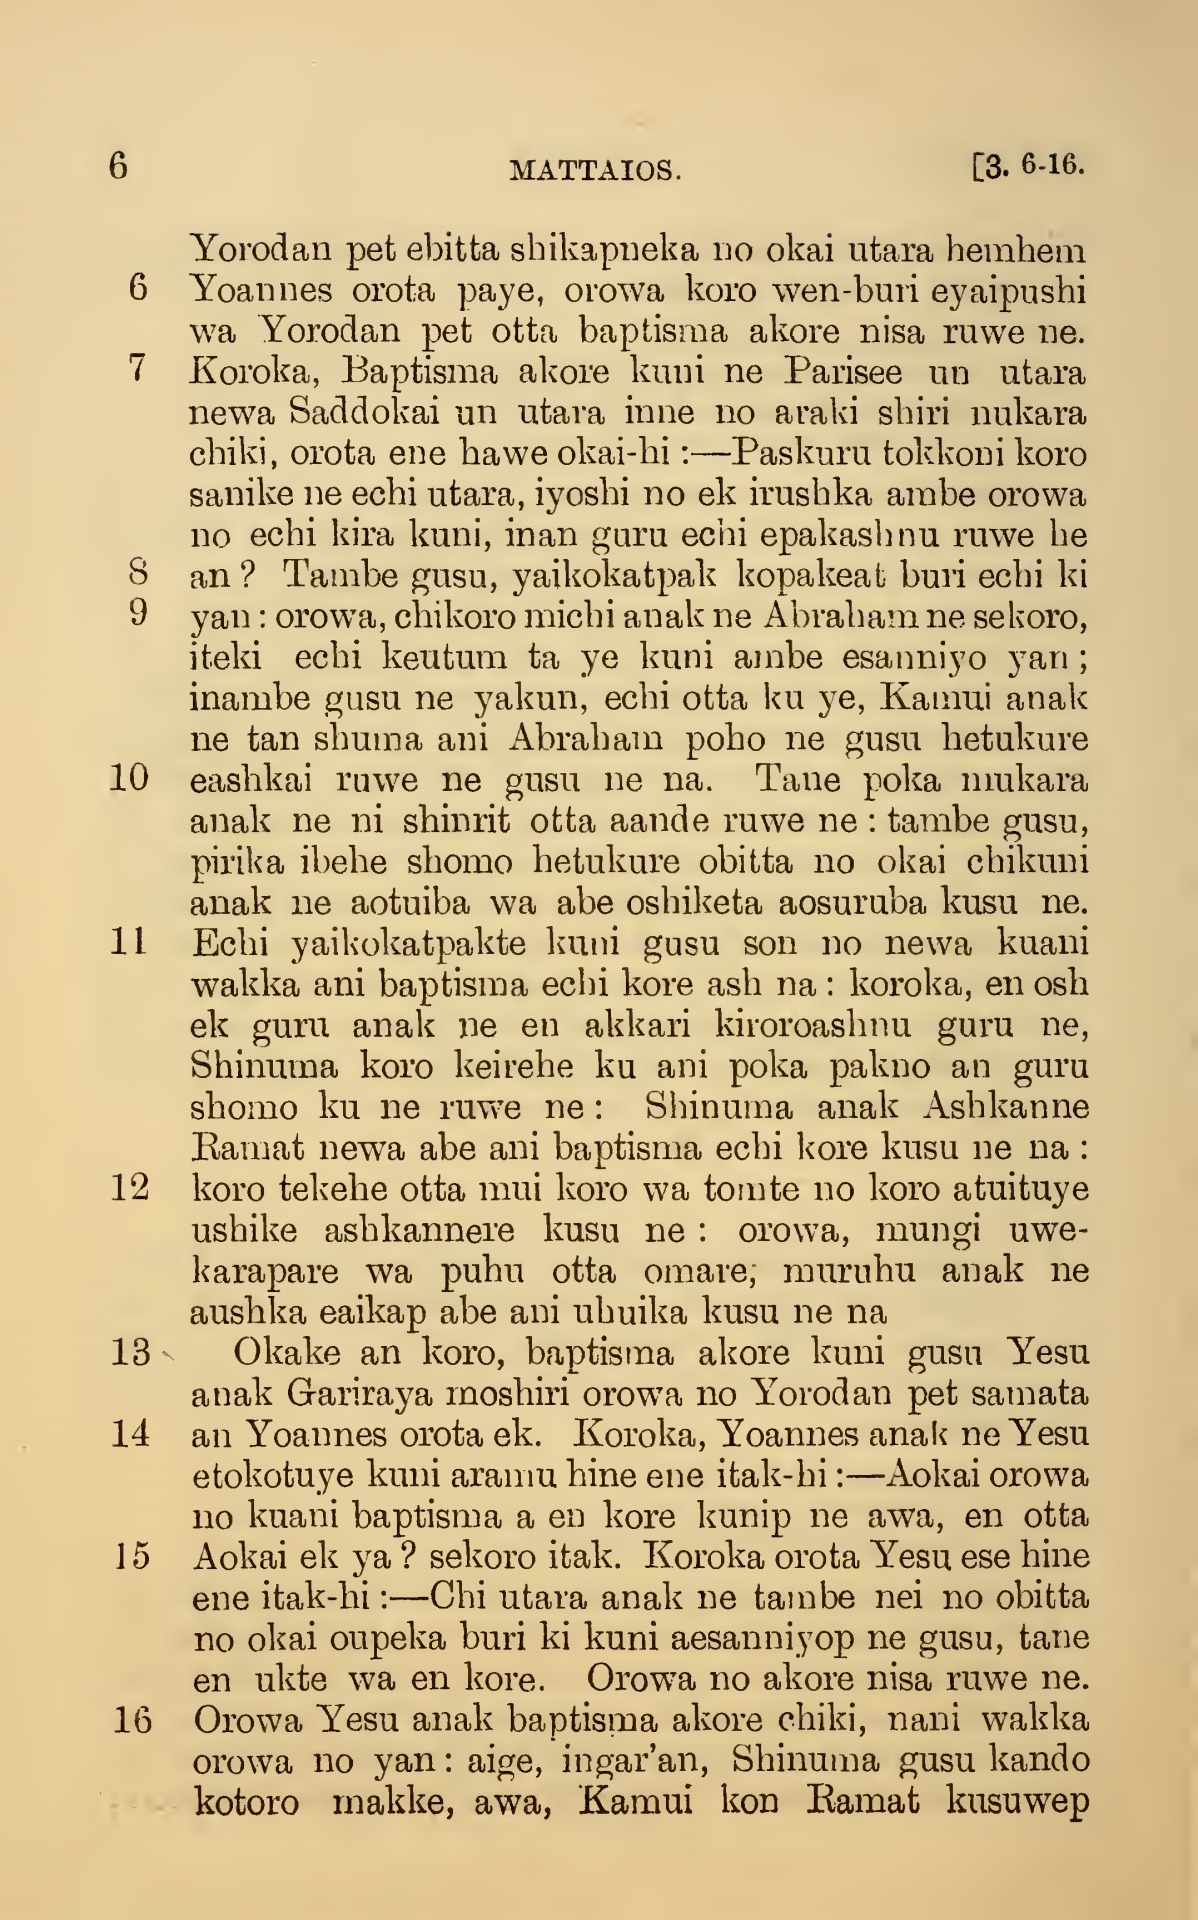 6 MATTAIOS. [3. 6-16.
Yorodan pet ebitta shikapneka no okai utara hemhem
6 Yoannes orota paye, orowa koro wen-buri eyaipushi
wa Yorodan pet otta baptisma akore nisa ruwe ne.
7 Koroka, Baptisma akore kuni ne Parisee un utara
newa Saddokai un utara inne no araki shiri nukara
chiki, orota ene hawe okai-hi :—Paskuru tokkoni koro
sanike ne echi utara, iyoshi no ek irushka ambe orowa
no echi kira kuni, inan guru echi epakashnu ruwe he
8 an ? Tambe gusu, yaikokatpak kopakeat buri echi ki
9 yan : orowa, chikoro michi anak ne Abraham ne sekoro,
iteki echi keutum ta ye kuni ambe esanniyo yan ;
inambe gusu ne yakun, echi otta ku ye, Kamui anak
ne tan shuma ani Abraham poho ne gusu hetukure
10 eashkai ruwe ne gusu ne na. Tane poka mukara
anak ne ni shinrit otta aande ruwe ne : tambe gusu,
pirika ibehe shomo hetukure obitta no okai chikuni
anak ne aotuiba wa abe oshiketa aosuruba kusu ne.
11 Echi yaikokatpakte kuni gusu son no newa kuani
wakka ani baptisma echi kore ash na : koroka, en osh
ek guru anak ne en akkari kiroroashnu guru ne,
Shinuma koro keirehe ku ani poka pakno an guru
shomo ku ne ruwe ne : Shinuma anak Ashkanne
Ramat newa abe ani baptisma echi kore kusu ne na :
12 koro tekehe otta mui koro wa tomte no koro atuituye
ushike ashkannere kusu ne : orowa, mungi uwe-
karapare wa puhu otta omare; muruhu anak ne
aushka eaikap abe ani uhuika kusu ne na
13 Okake an koro, baptisma akore kuni gusu Yesu
anak Gariraya moshiri orowa no Yorodan pet samata
14 an Yoannes orota ek. Koroka, Yoannes anak ne Yesu
etokotuye kuni aramu hine ene itak-hi :—Aokai orowa
no kuani baptisma a en kore kunip ne awa, en otta
15 Aokai ek ya ? sekoro itak. Koroka orota Yesu ese hine
ene itak-hi :—Chi utara anak ne tambe nei no obitta
no okai oupeka buri ki kuni aesanniyop ne gusu, tane
en ukte wa en kore. Orowa no akore nisa ruwe ne.
16 Orowa Yesu anak baptisma akore chiki, nani wakka
orowa no yan : aige, ingar'an, Shinuma gusu kando
kotoro makke, awa, Kamui kon Ramat kusuwep